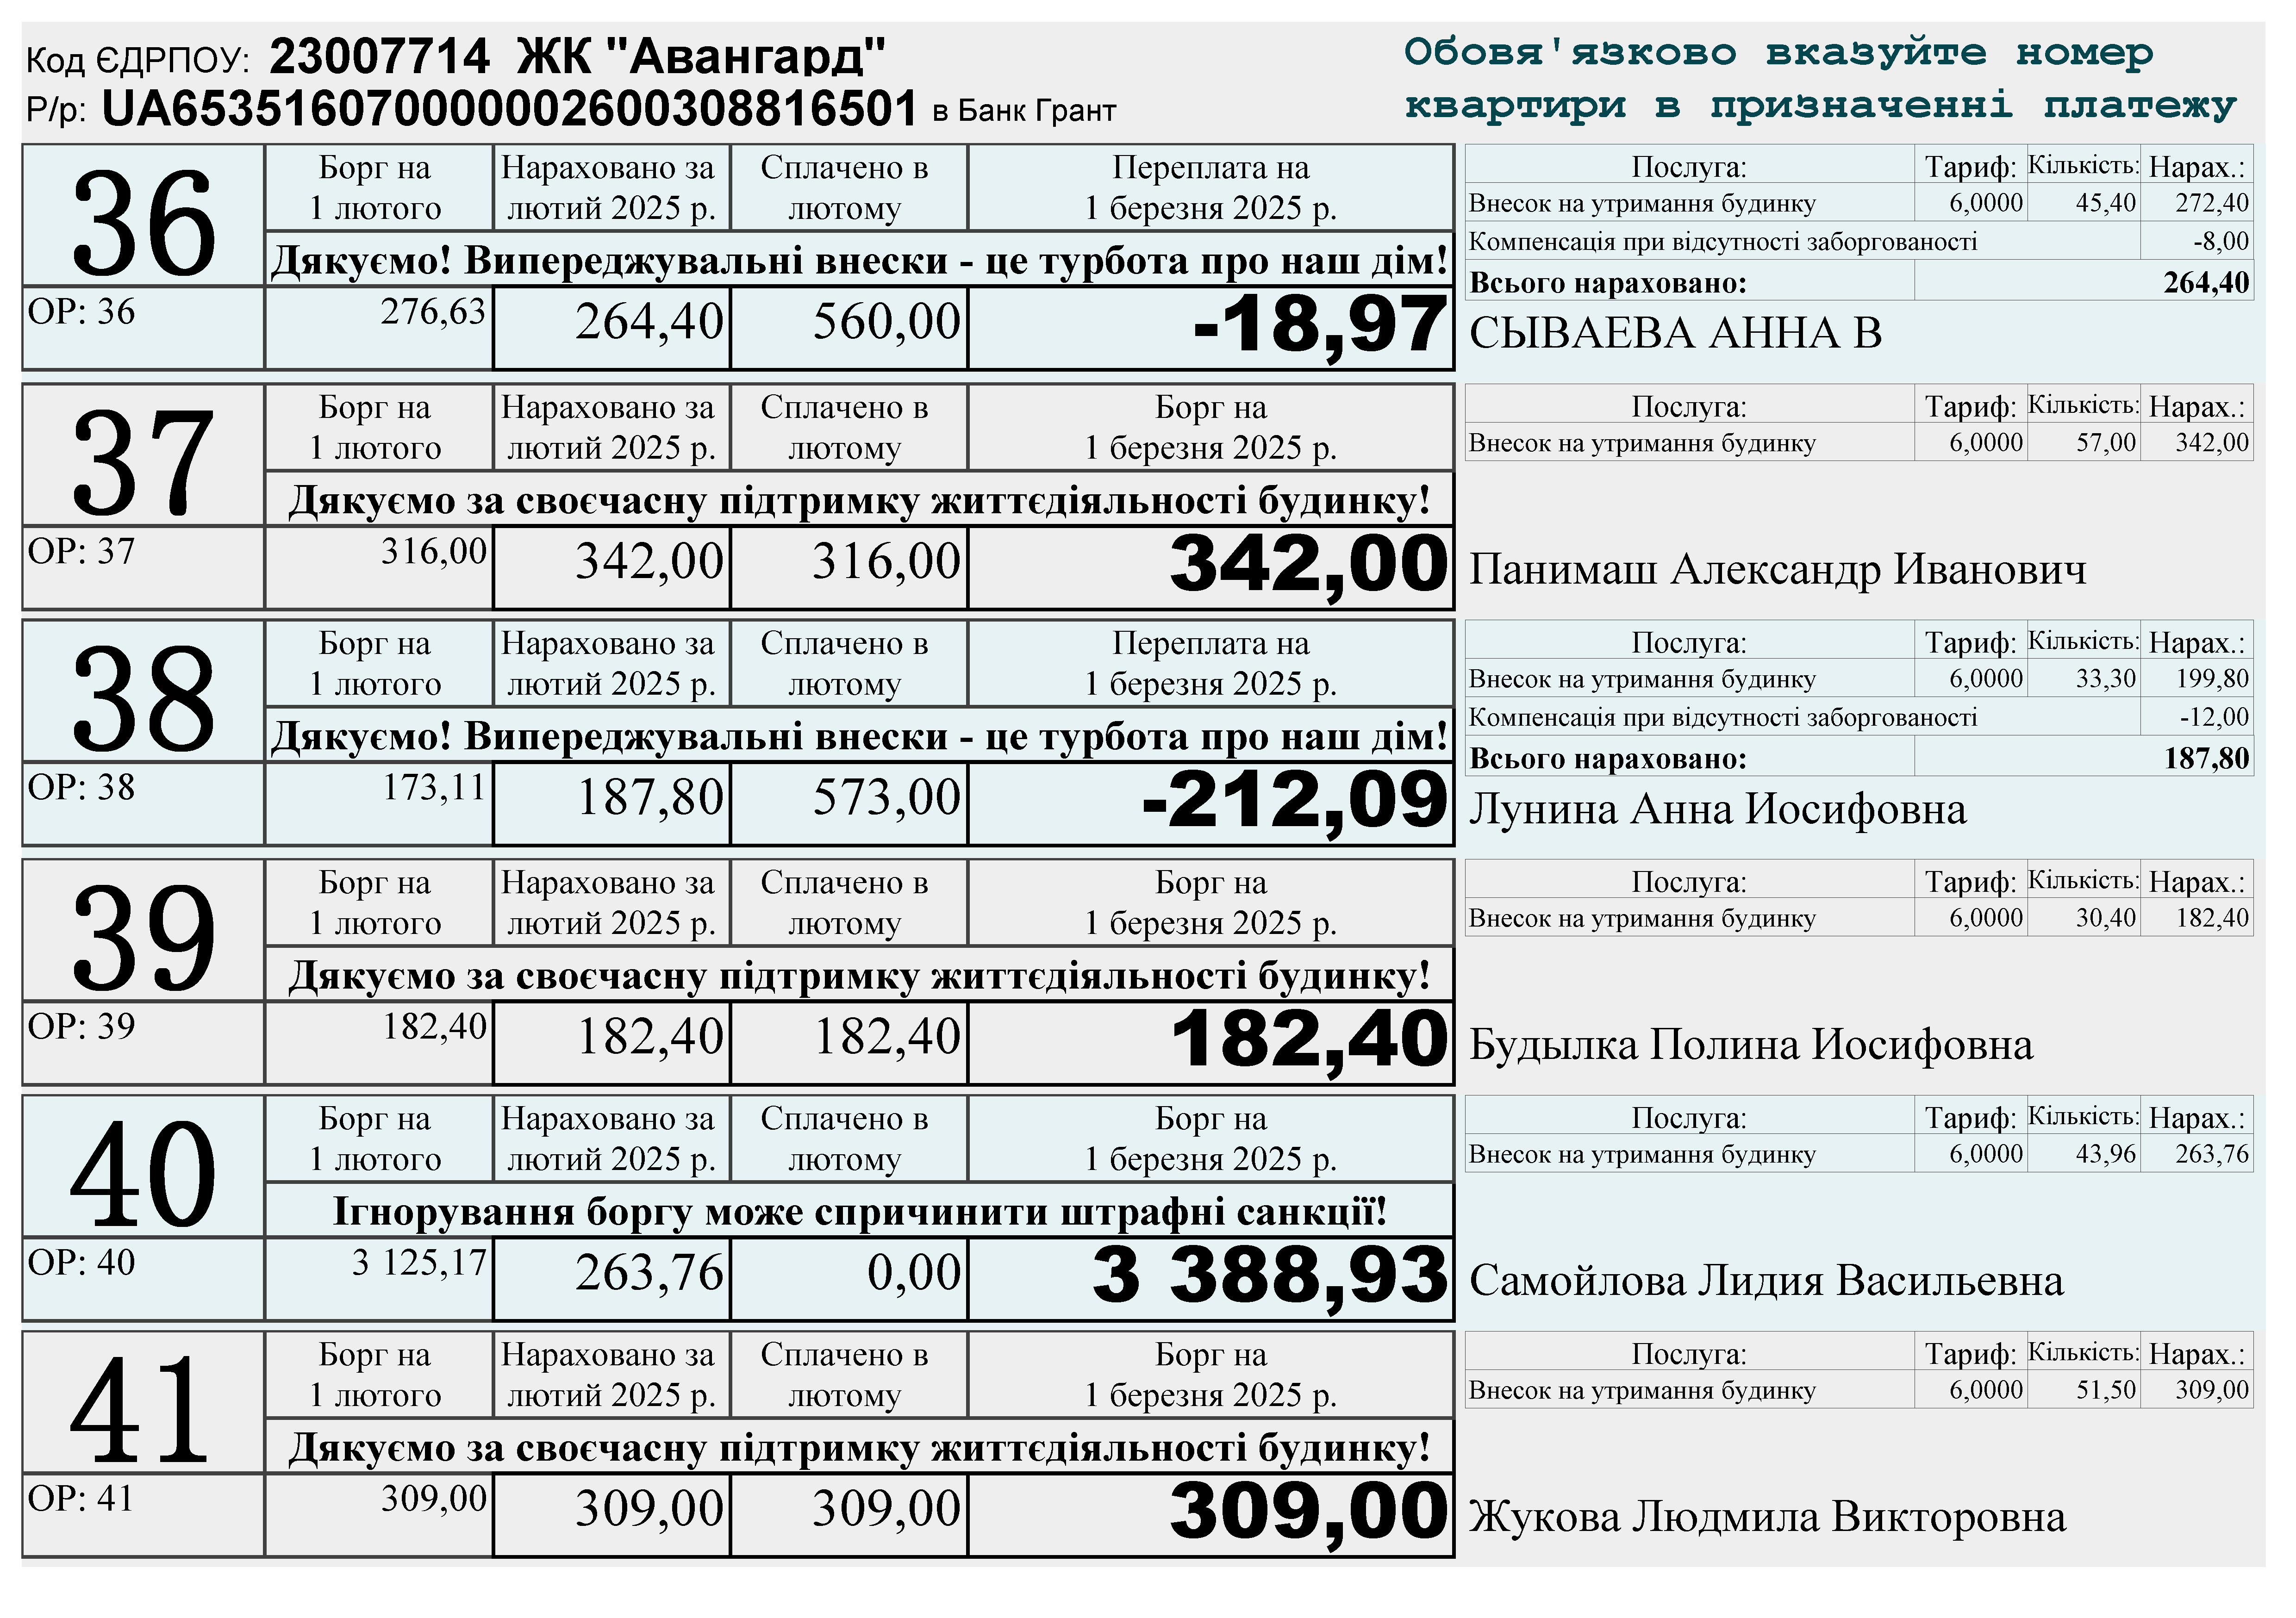 Код ЄДРПОУ: 23007714 ЖК "Авангард"
Р/р: UA653516070000002600308816501 в Банк Грант
Обовя'язково вказуйте номер
квартири в призначенні платежу
36
Борг на 1 лютого | Нараховано за лютий 2025 р. | Сплачено в лютому | Переплата на 1 березня 2025 р.
Дякуємо! Випереджувальні внески - це турбота про наш дім!
ОР: 36 276,63 264,40 560,00 -18,97
Послуга: Тариф: Кількість: Нарах.:
Внесок на утримання будинку 6,0000 45,40 272,40
Компенсація при відсутності заборгованості -8,00
Всього нараховано: 264,40
СЫВАЕВА АННА В
37
Борг на 1 лютого | Нараховано за лютий 2025 р. | Сплачено в лютому | Борг на 1 березня 2025 р.
Дякуємо за своєчасну підтримку життєдіяльності будинку!
ОР: 37 316,00 342,00 316,00 342,00
Послуга: Тариф: Кількість: Нарах.:
Внесок на утримання будинку 6,0000 57,00 342,00
Панимаш Александр Иванович
38
Борг на 1 лютого | Нараховано за лютий 2025 р. | Сплачено в лютому | Переплата на 1 березня 2025 р.
Дякуємо! Випереджувальні внески - це турбота про наш дім!
ОР: 38 173,11 187,80 573,00 -212,09
Послуга: Тариф: Кількість: Нарах.:
Внесок на утримання будинку 6,0000 33,30 199,80
Компенсація при відсутності заборгованості -12,00
Всього нараховано: 187,80
Лунина Анна Иосифовна
39
Борг на 1 лютого | Нараховано за лютий 2025 р. | Сплачено в лютому | Борг на 1 березня 2025 р.
Дякуємо за своєчасну підтримку життєдіяльності будинку!
ОР: 39 182,40 182,40 182,40 182,40
Послуга: Тариф: Кількість: Нарах.:
Внесок на утримання будинку 6,0000 30,40 182,40
Будылка Полина Иосифовна
40
Борг на 1 лютого | Нараховано за лютий 2025 р. | Сплачено в лютому | Борг на 1 березня 2025 р.
Ігнорування боргу може спричинити штрафні санкції!
ОР: 40 3 125,17 263,76 0,00 3 388,93
Послуга: Тариф: Кількість: Нарах.:
Внесок на утримання будинку 6,0000 43,96 263,76
Самойлова Лидия Васильевна
41
Борг на 1 лютого | Нараховано за лютий 2025 р. | Сплачено в лютому | Борг на 1 березня 2025 р.
Дякуємо за своєчасну підтримку життєдіяльності будинку!
ОР: 41 309,00 309,00 309,00 309,00
Послуга: Тариф: Кількість: Нарах.:
Внесок на утримання будинку 6,0000 51,50 309,00
Жукова Людмила Викторовна